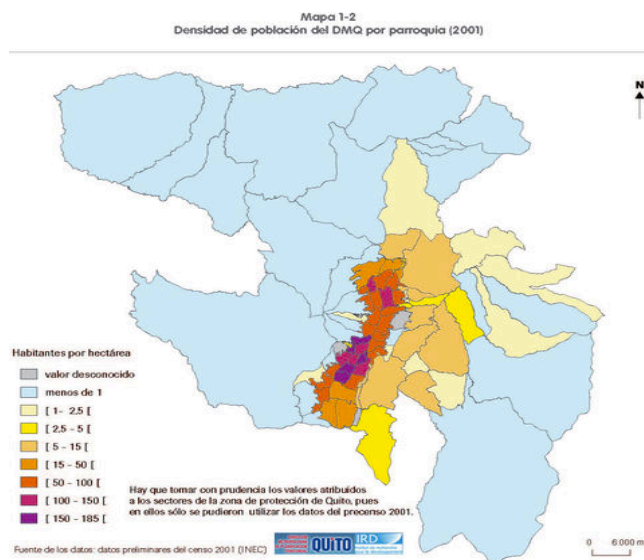 Mapa 1-2
Densidad de población del DMQ por parroquia (2001)
N
Habitantes por hectárea
valor desconocido
menos de 1
[ 1- 2,5 [
[ 2,5 - 5 [
[ 5 - 15 [
[ 15 - 50 [
[ 50 - 100 [
[ 100 - 150 [
[ 150 - 185 [
Hay que tomar con prudencia los valores atribuidos
a los sectores de la zona de protección de Quito, pues
en ellos sólo se pudieron utilizar los datos del precenso 2001.
Fuente de los datos: datos preliminares del censo 2001 (INEC)
QUITO
IRD
0 6.000 m